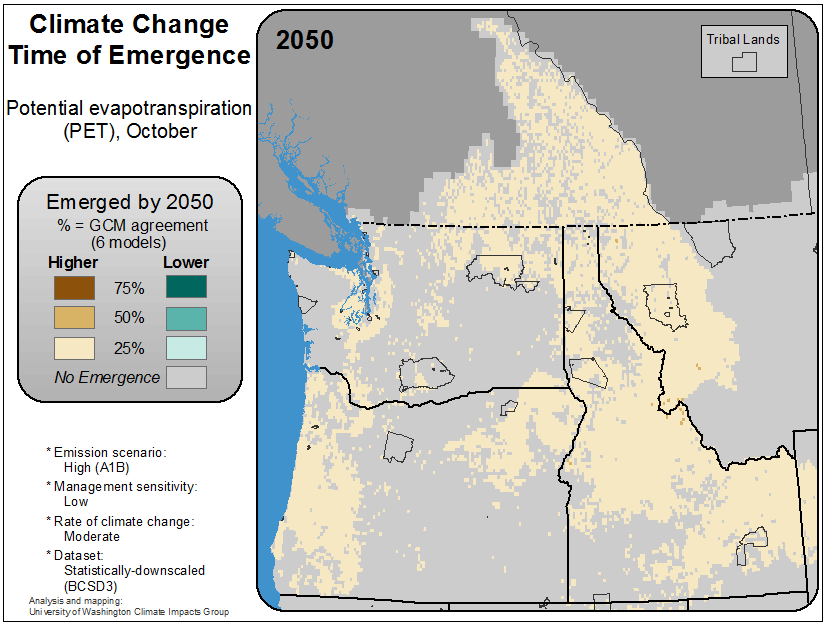 Climate Change
Time of Emergence
Potential evapotranspiration
(PET), October
Emerged by 2050
% = GCM agreement
(6 models)
Higher Lower
75%
50%
25%
No Emergence
* Emission scenario:
High (A1B)
* Management sensitivity:
Low
* Rate of climate change:
Moderate
* Dataset:
Statistically-downscaled
(BCSD3)
Analysis and mapping:
University of Washington Climate Impacts Group
2050
Tribal Lands